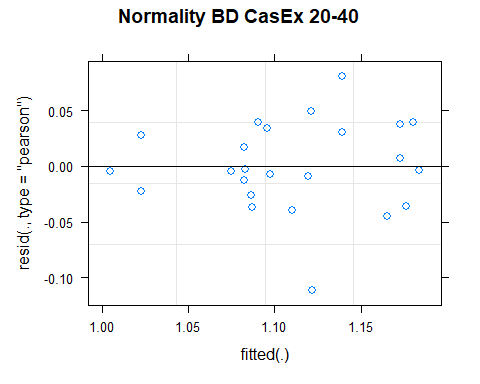 Normality BD CasEx 20-40
resid(., type = "pearson")
0.05
0.00
-0.05
-0.10
1.00 1.05 1.10 1.15
fitted(.)